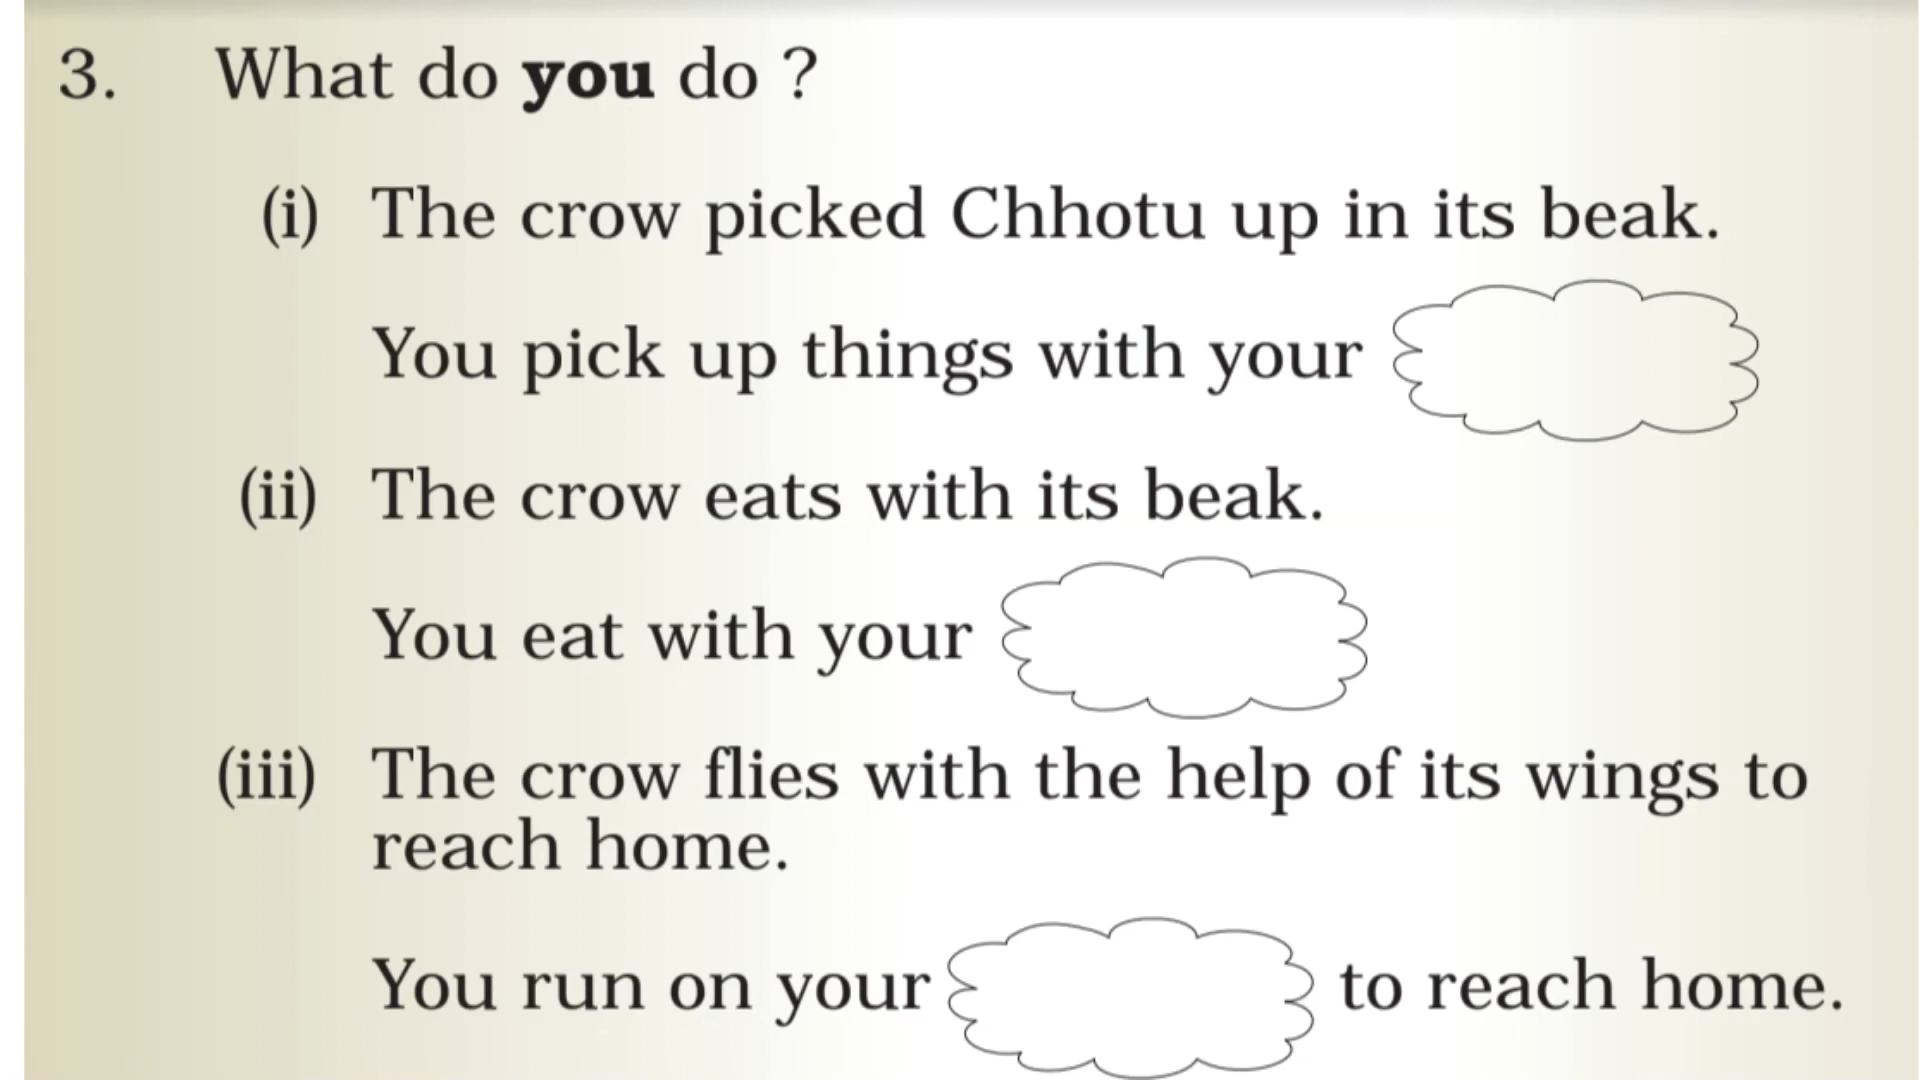 3. What do you do ?
(i) The crow picked Chhotu up in its beak.
You pick up things with your
(ii) The crow eats with its beak.
You eat with your
(iii) The crow flies with the help of its wings to
reach home.
You run on your to reach home.